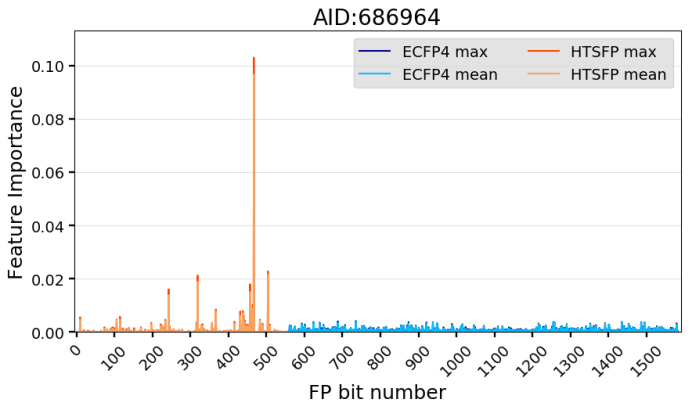 AID:686964
ECFP4 max
HTSFP max
ECFP4 mean
HTSFP mean
Feature Importance
0.10
0.08
0.06
0.04
0.02
0.00
0 100 200 300 400 500 600 700 800 900 1000 1100 1200 1300 1400 1500
FP bit number